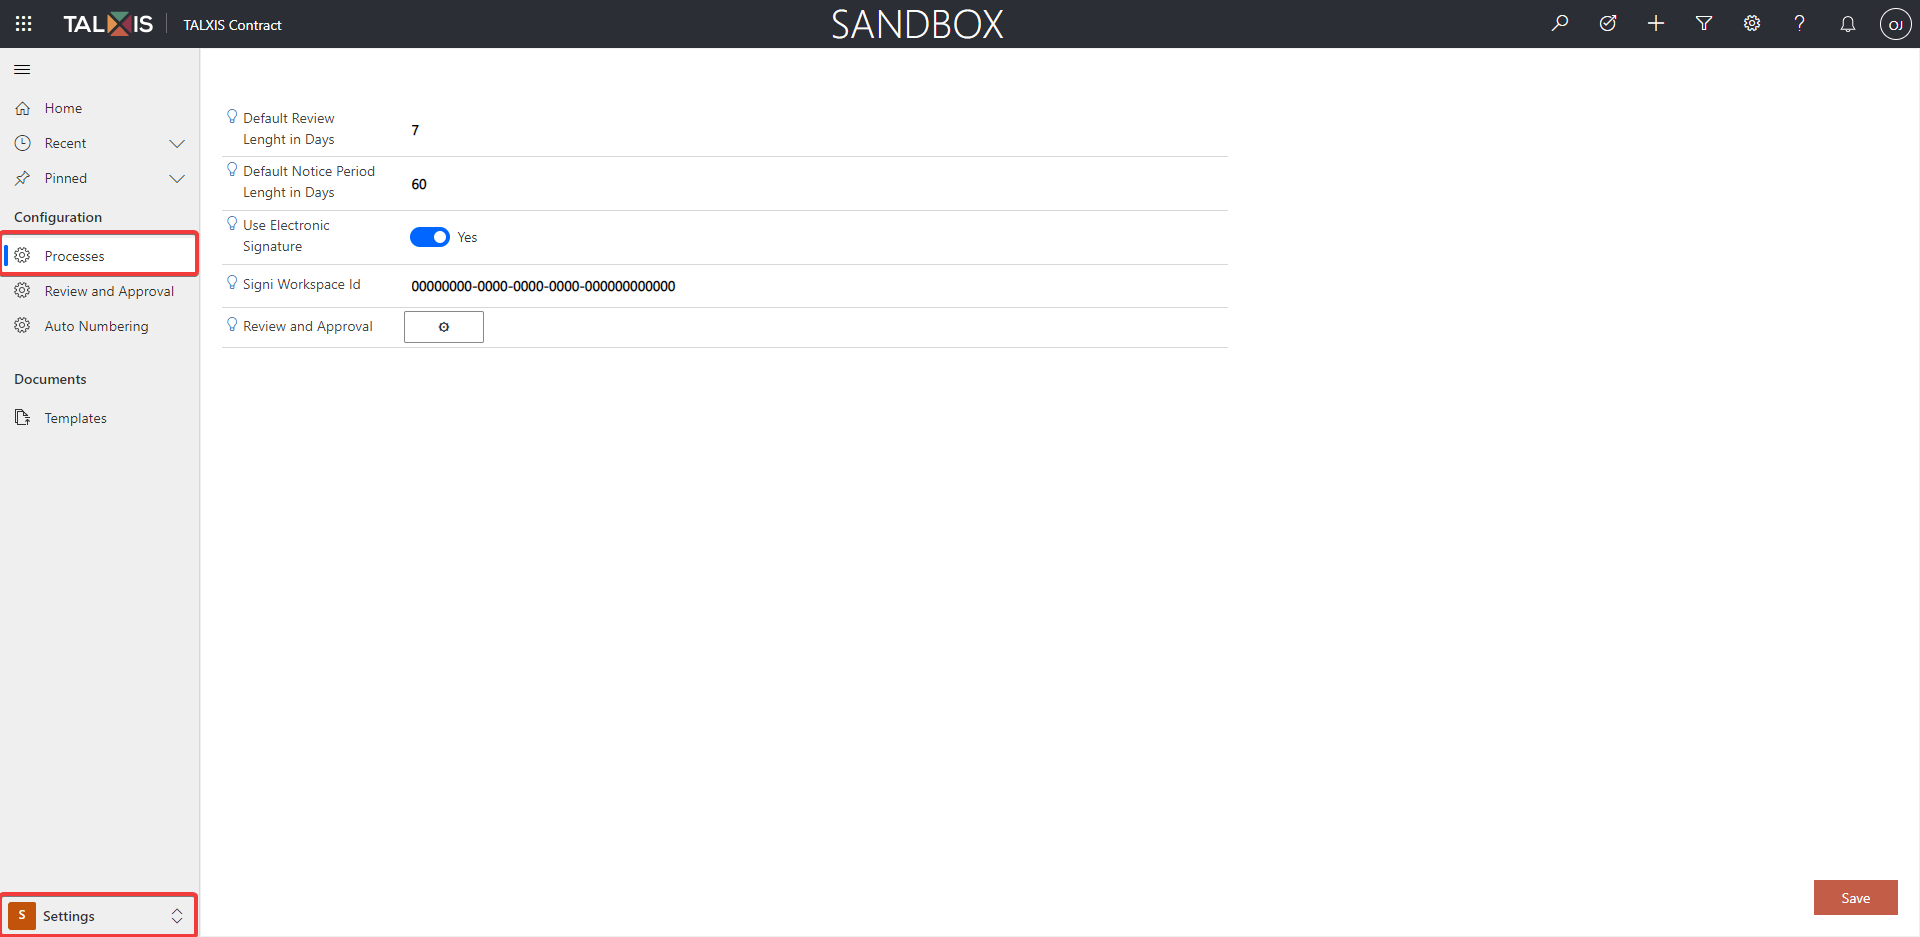 TALXIS
TALXIS Contract
SANDBOX
?
OJ
Home
Recent
Pinned
Configuration
Processes
Review and Approval
Auto Numbering
Documents
Templates
S
Settings
Default Review
Lenght in Days
7
Default Notice Period
Lenght in Days
60
Use Electronic
Signature
Yes
Signi Workspace Id
00000000-0000-0000-0000-000000000000
Review and Approval
Save